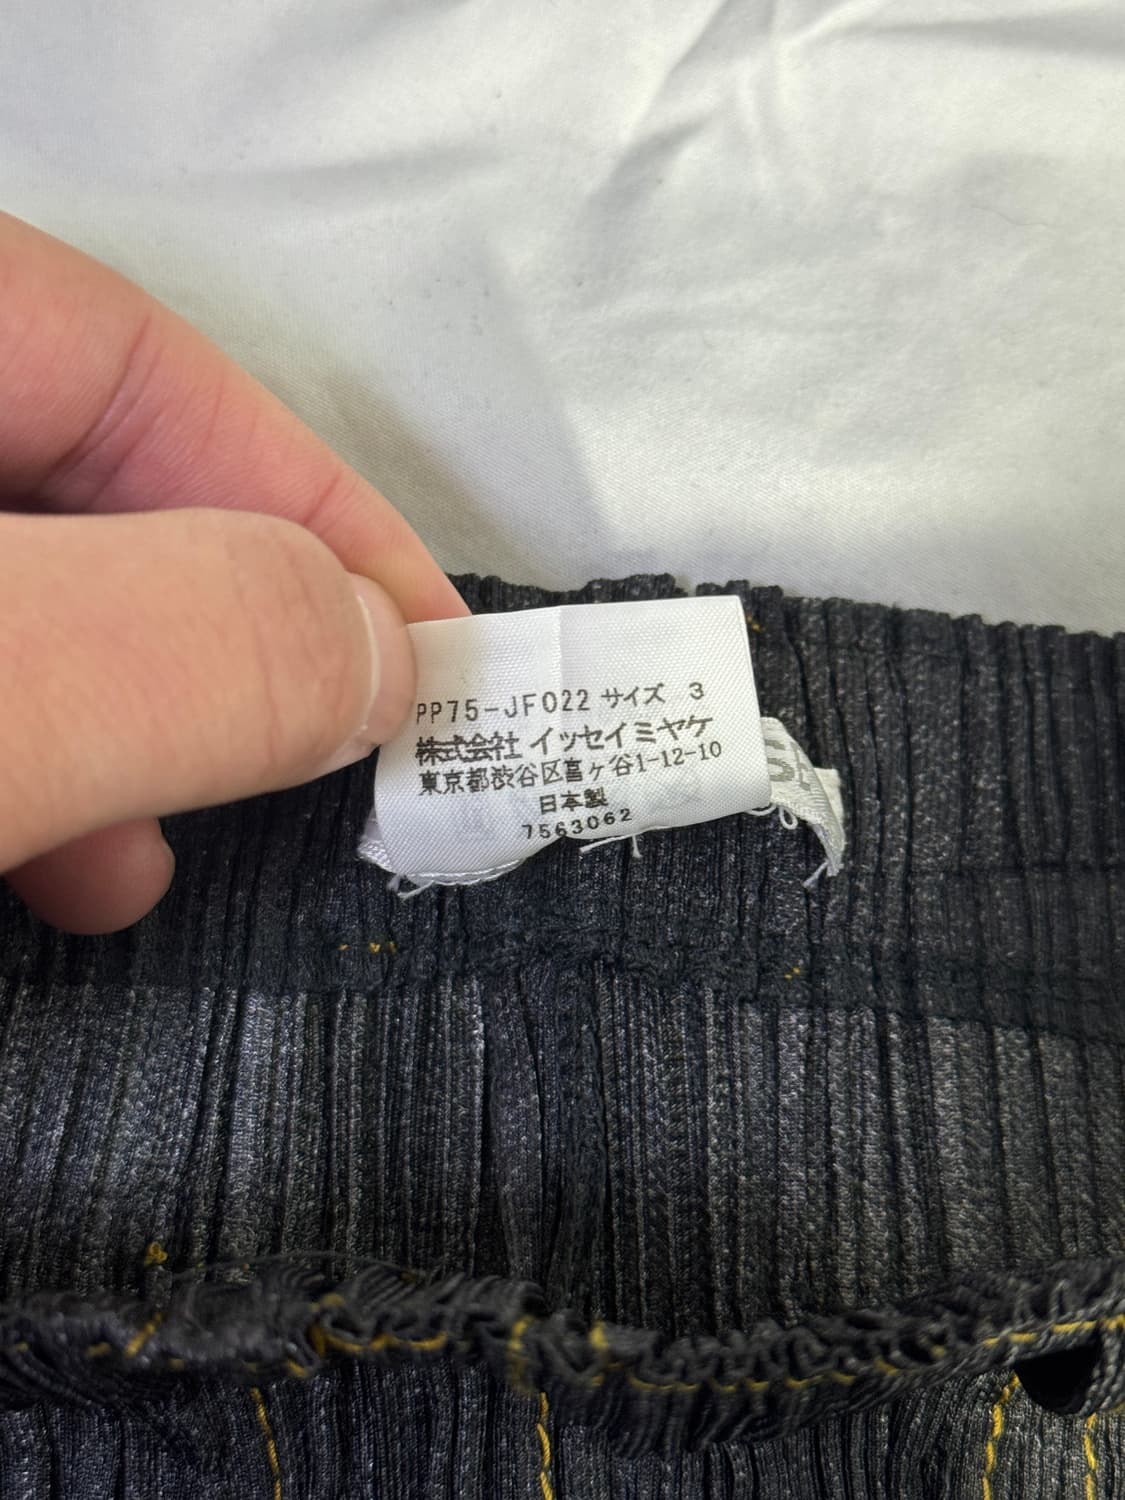 PP75-JF022 サイズ 3
株式会社 イッセイミヤケ
東京都渋谷区富ヶ谷1-12-10
日本製
7563062